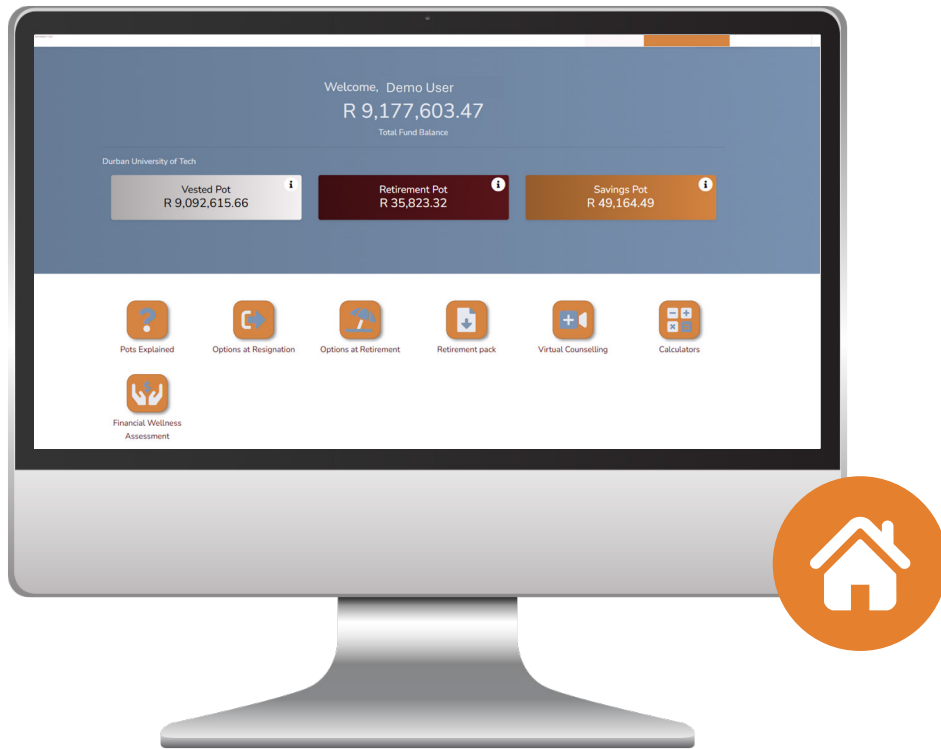 Welcome, Demo User
R 9,177,603.47
Total Fund Balance
Durban University of Tech
Vested Pot
R 9,092,615.66
Retirement Pot
R 35,823.32
Savings Pot
R 49,164.49
Pots Explained
Options at Resignation
Options at Retirement
Retirement pack
Virtual Counselling
Calculators
Financial Wellness
Assessment